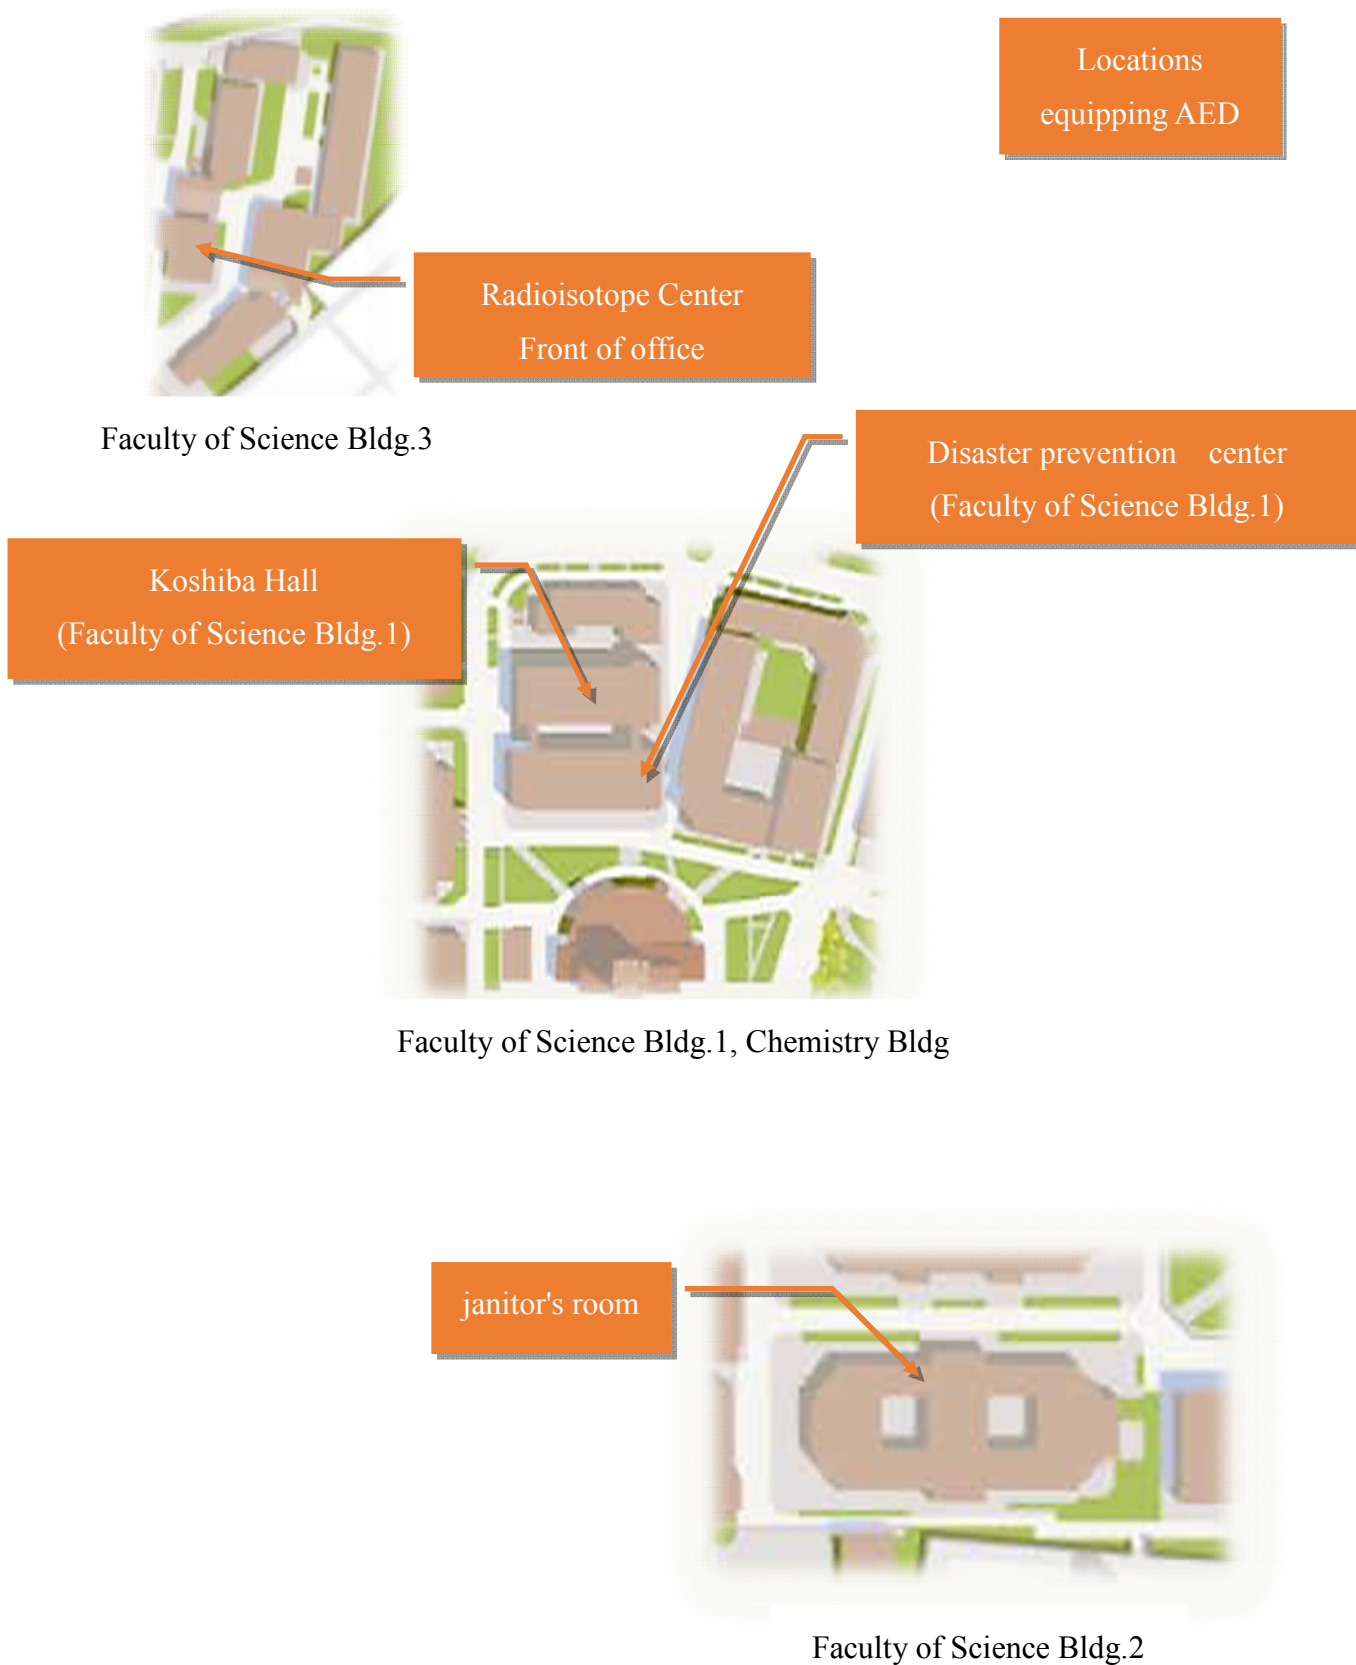 Locations
equipping AED
Radioisotope Center
Front of office
Faculty of Science Bldg.3
Disaster prevention center
(Faculty of Science Bldg.1)
Koshiba Hall
(Faculty of Science Bldg.1)
Faculty of Science Bldg.1, Chemistry Bldg
janitor's room
Faculty of Science Bldg.2